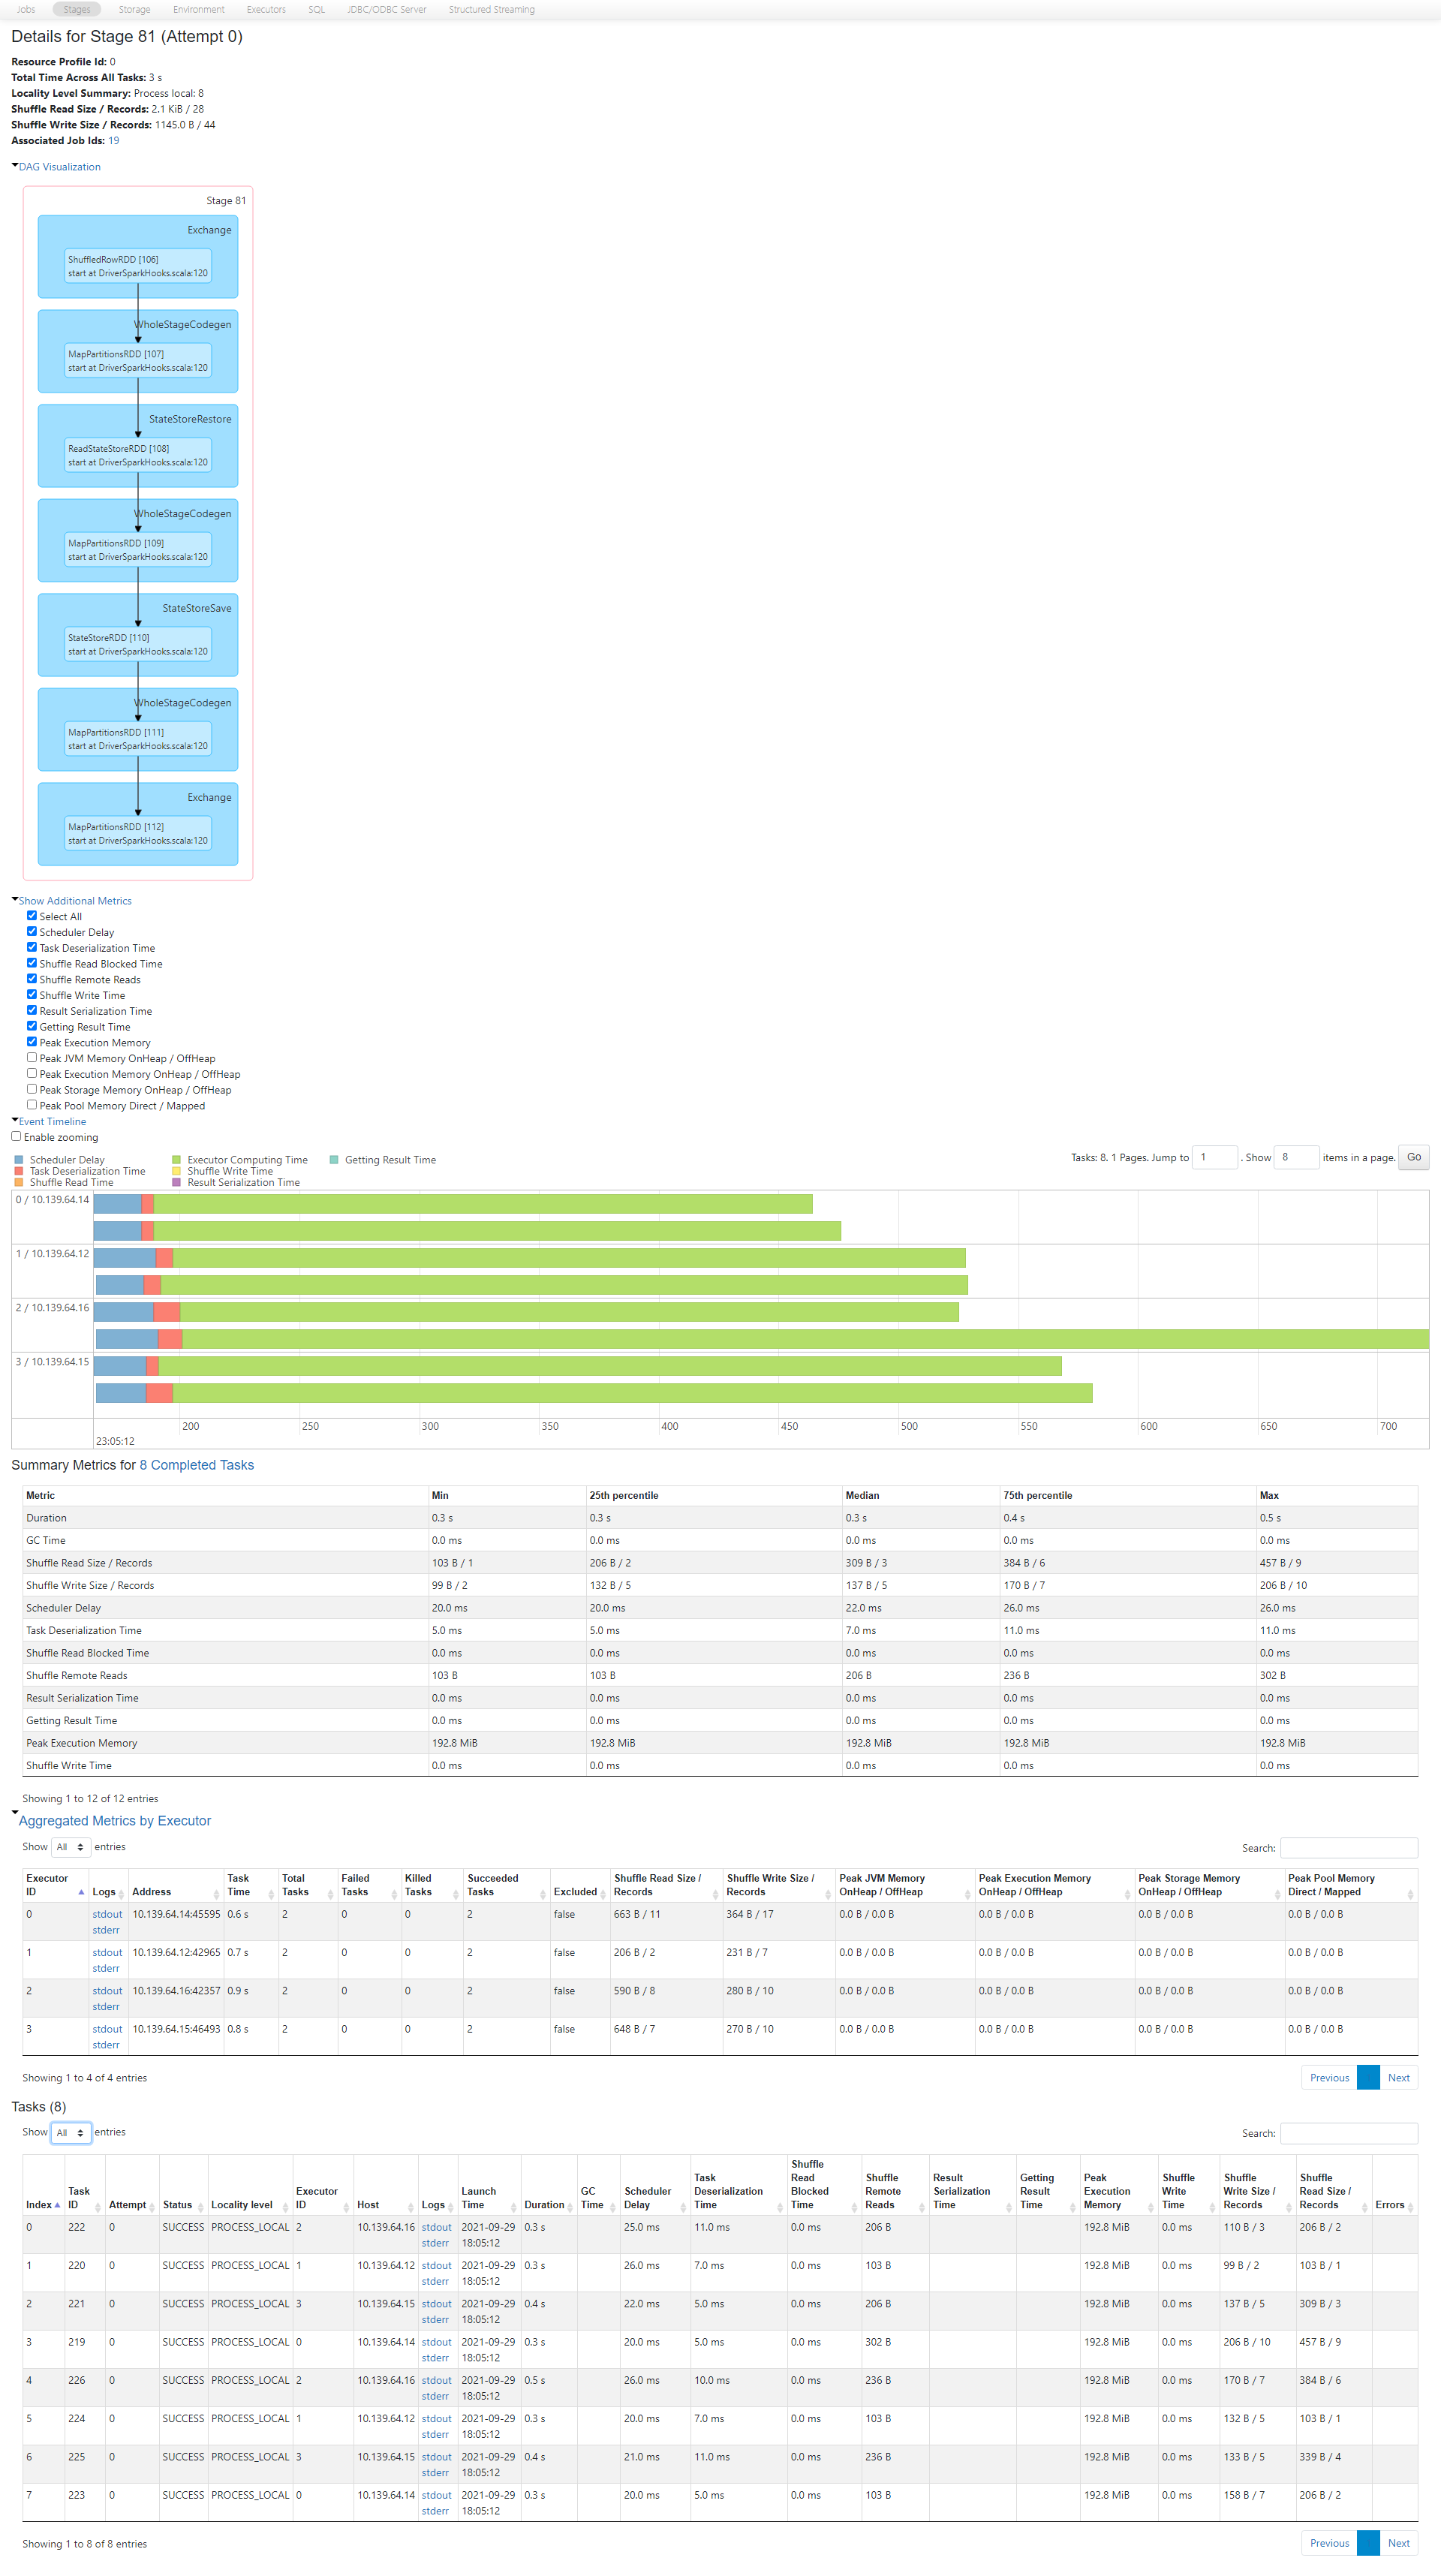 Jobs Stages Storage Environment Executors SQL JDBC/ODBC Server Structured Streaming
Details for Stage 81 (Attempt 0)
Resource Profile Id: 0
Total Time Across All Tasks: 3 s
Locality Level Summary: Process local: 8
Shuffle Read Size / Records: 2.1 KiB / 28
Shuffle Write Size / Records: 1145.0 B / 44
Associated Job Ids: 19
DAG Visualization
Stage 81
Exchange
ShuffledRowRDD [106]
start at DriverSparkHooks.scala:120
WholeStageCodegen
MapPartitionsRDD [107]
start at DriverSparkHooks.scala:120
StateStoreRestore
ReadStateStoreRDD [108]
start at DriverSparkHooks.scala:120
WholeStageCodegen
MapPartitionsRDD [109]
start at DriverSparkHooks.scala:120
StateStoreSave
StateStoreRDD [110]
start at DriverSparkHooks.scala:120
WholeStageCodegen
MapPartitionsRDD [111]
start at DriverSparkHooks.scala:120
Exchange
MapPartitionsRDD [112]
start at DriverSparkHooks.scala:120
Show Additional Metrics
Select All
Scheduler Delay
Task Deserialization Time
Shuffle Read Blocked Time
Shuffle Remote Reads
Shuffle Write Time
Result Serialization Time
Getting Result Time
Peak Execution Memory
Peak JVM Memory OnHeap / OffHeap
Peak Execution Memory OnHeap / OffHeap
Peak Storage Memory OnHeap / OffHeap
Peak Pool Memory Direct / Mapped
Event Timeline
Enable zooming
Tasks: 8. 1 Pages. Jump to 1 . Show 8 items in a page. Go
Scheduler Delay Executor Computing Time Getting Result Time
Task Deserialization Time Shuffle Write Time
Shuffle Read Time Result Serialization Time
0 / 10.139.64.14
1 / 10.139.64.12
2 / 10.139.64.16
3 / 10.139.64.15
200 250 300 350 400 450 500 550 600 650 700
23:05:12
Summary Metrics for 8 Completed Tasks
Metric Min 25th percentile Median 75th percentile Max
Duration 0.3 s 0.3 s 0.3 s 0.4 s 0.5 s
GC Time 0.0 ms 0.0 ms 0.0 ms 0.0 ms 0.0 ms
Shuffle Read Size / Records 103 B / 1 206 B / 2 309 B / 3 384 B / 6 457 B / 9
Shuffle Write Size / Records 99 B / 2 132 B / 5 137 B / 5 170 B / 7 206 B / 10
Scheduler Delay 20.0 ms 20.0 ms 22.0 ms 26.0 ms 26.0 ms
Task Deserialization Time 5.0 ms 5.0 ms 7.0 ms 11.0 ms 11.0 ms
Shuffle Read Blocked Time 0.0 ms 0.0 ms 0.0 ms 0.0 ms 0.0 ms
Shuffle Remote Reads 103 B 103 B 206 B 236 B 302 B
Result Serialization Time 0.0 ms 0.0 ms 0.0 ms 0.0 ms 0.0 ms
Getting Result Time 0.0 ms 0.0 ms 0.0 ms 0.0 ms 0.0 ms
Peak Execution Memory 192.8 MiB 192.8 MiB 192.8 MiB 192.8 MiB 192.8 MiB
Shuffle Write Time 0.0 ms 0.0 ms 0.0 ms 0.0 ms 0.0 ms
Showing 1 to 12 of 12 entries
Aggregated Metrics by Executor
Show All entries Search:
Executor Task Total Failed Killed Succeeded Shuffle Read Size / Shuffle Write Size / Peak JVM Memory Peak Execution Memory Peak Storage Memory Peak Pool Memory
ID Logs Address Time Tasks Tasks Tasks Tasks Excluded Records Records OnHeap / OffHeap OnHeap / OffHeap OnHeap / OffHeap Direct / Mapped
0 stdout 10.139.64.14:45595 0.6 s 2 0 0 2 false 663 B / 11 364 B / 17 0.0 B / 0.0 B 0.0 B / 0.0 B 0.0 B / 0.0 B 0.0 B / 0.0 B
stderr
1 stdout 10.139.64.12:42965 0.7 s 2 0 0 2 false 206 B / 2 231 B / 7 0.0 B / 0.0 B 0.0 B / 0.0 B 0.0 B / 0.0 B 0.0 B / 0.0 B
stderr
2 stdout 10.139.64.16:42357 0.9 s 2 0 0 2 false 590 B / 8 280 B / 10 0.0 B / 0.0 B 0.0 B / 0.0 B 0.0 B / 0.0 B 0.0 B / 0.0 B
stderr
3 stdout 10.139.64.15:46493 0.8 s 2 0 0 2 false 648 B / 7 270 B / 10 0.0 B / 0.0 B 0.0 B / 0.0 B 0.0 B / 0.0 B 0.0 B / 0.0 B
stderr
Showing 1 to 4 of 4 entries Previous Next
Tasks (8)
Show All entries Search:
Shuffle
Task Read Shuffle Result Getting Peak Shuffle Shuffle Shuffle
Task Executor Launch GC Scheduler Deserialization Blocked Remote Serialization Result Execution Write Write Size / Read Size /
Index ID Attempt Status Locality level ID Host Logs Time Duration Time Delay Time Time Reads Time Time Memory Time Records Records Errors
0 222 0 SUCCESS PROCESS_LOCAL 2 10.139.64.16 stdout 2021-09-29 0.3 s 25.0 ms 11.0 ms 0.0 ms 206 B 192.8 MiB 0.0 ms 110 B / 3 206 B / 2
stderr 18:05:12
1 220 0 SUCCESS PROCESS_LOCAL 1 10.139.64.12 stdout 2021-09-29 0.3 s 26.0 ms 7.0 ms 0.0 ms 103 B 192.8 MiB 0.0 ms 99 B / 2 103 B / 1
stderr 18:05:12
2 221 0 SUCCESS PROCESS_LOCAL 3 10.139.64.15 stdout 2021-09-29 0.4 s 22.0 ms 5.0 ms 0.0 ms 206 B 192.8 MiB 0.0 ms 137 B / 5 309 B / 3
stderr 18:05:12
3 219 0 SUCCESS PROCESS_LOCAL 0 10.139.64.14 stdout 2021-09-29 0.3 s 20.0 ms 5.0 ms 0.0 ms 302 B 192.8 MiB 0.0 ms 206 B / 10 457 B / 9
stderr 18:05:12
4 226 0 SUCCESS PROCESS_LOCAL 2 10.139.64.16 stdout 2021-09-29 0.5 s 26.0 ms 10.0 ms 0.0 ms 236 B 192.8 MiB 0.0 ms 170 B / 7 384 B / 6
stderr 18:05:12
5 224 0 SUCCESS PROCESS_LOCAL 1 10.139.64.12 stdout 2021-09-29 0.3 s 20.0 ms 7.0 ms 0.0 ms 103 B 192.8 MiB 0.0 ms 132 B / 5 103 B / 1
stderr 18:05:12
6 225 0 SUCCESS PROCESS_LOCAL 3 10.139.64.15 stdout 2021-09-29 0.4 s 21.0 ms 11.0 ms 0.0 ms 236 B 192.8 MiB 0.0 ms 133 B / 5 339 B / 4
stderr 18:05:12
7 223 0 SUCCESS PROCESS_LOCAL 0 10.139.64.14 stdout 2021-09-29 0.3 s 20.0 ms 5.0 ms 0.0 ms 103 B 192.8 MiB 0.0 ms 158 B / 7 206 B / 2
stderr 18:05:12
Showing 1 to 8 of 8 entries Previous Next